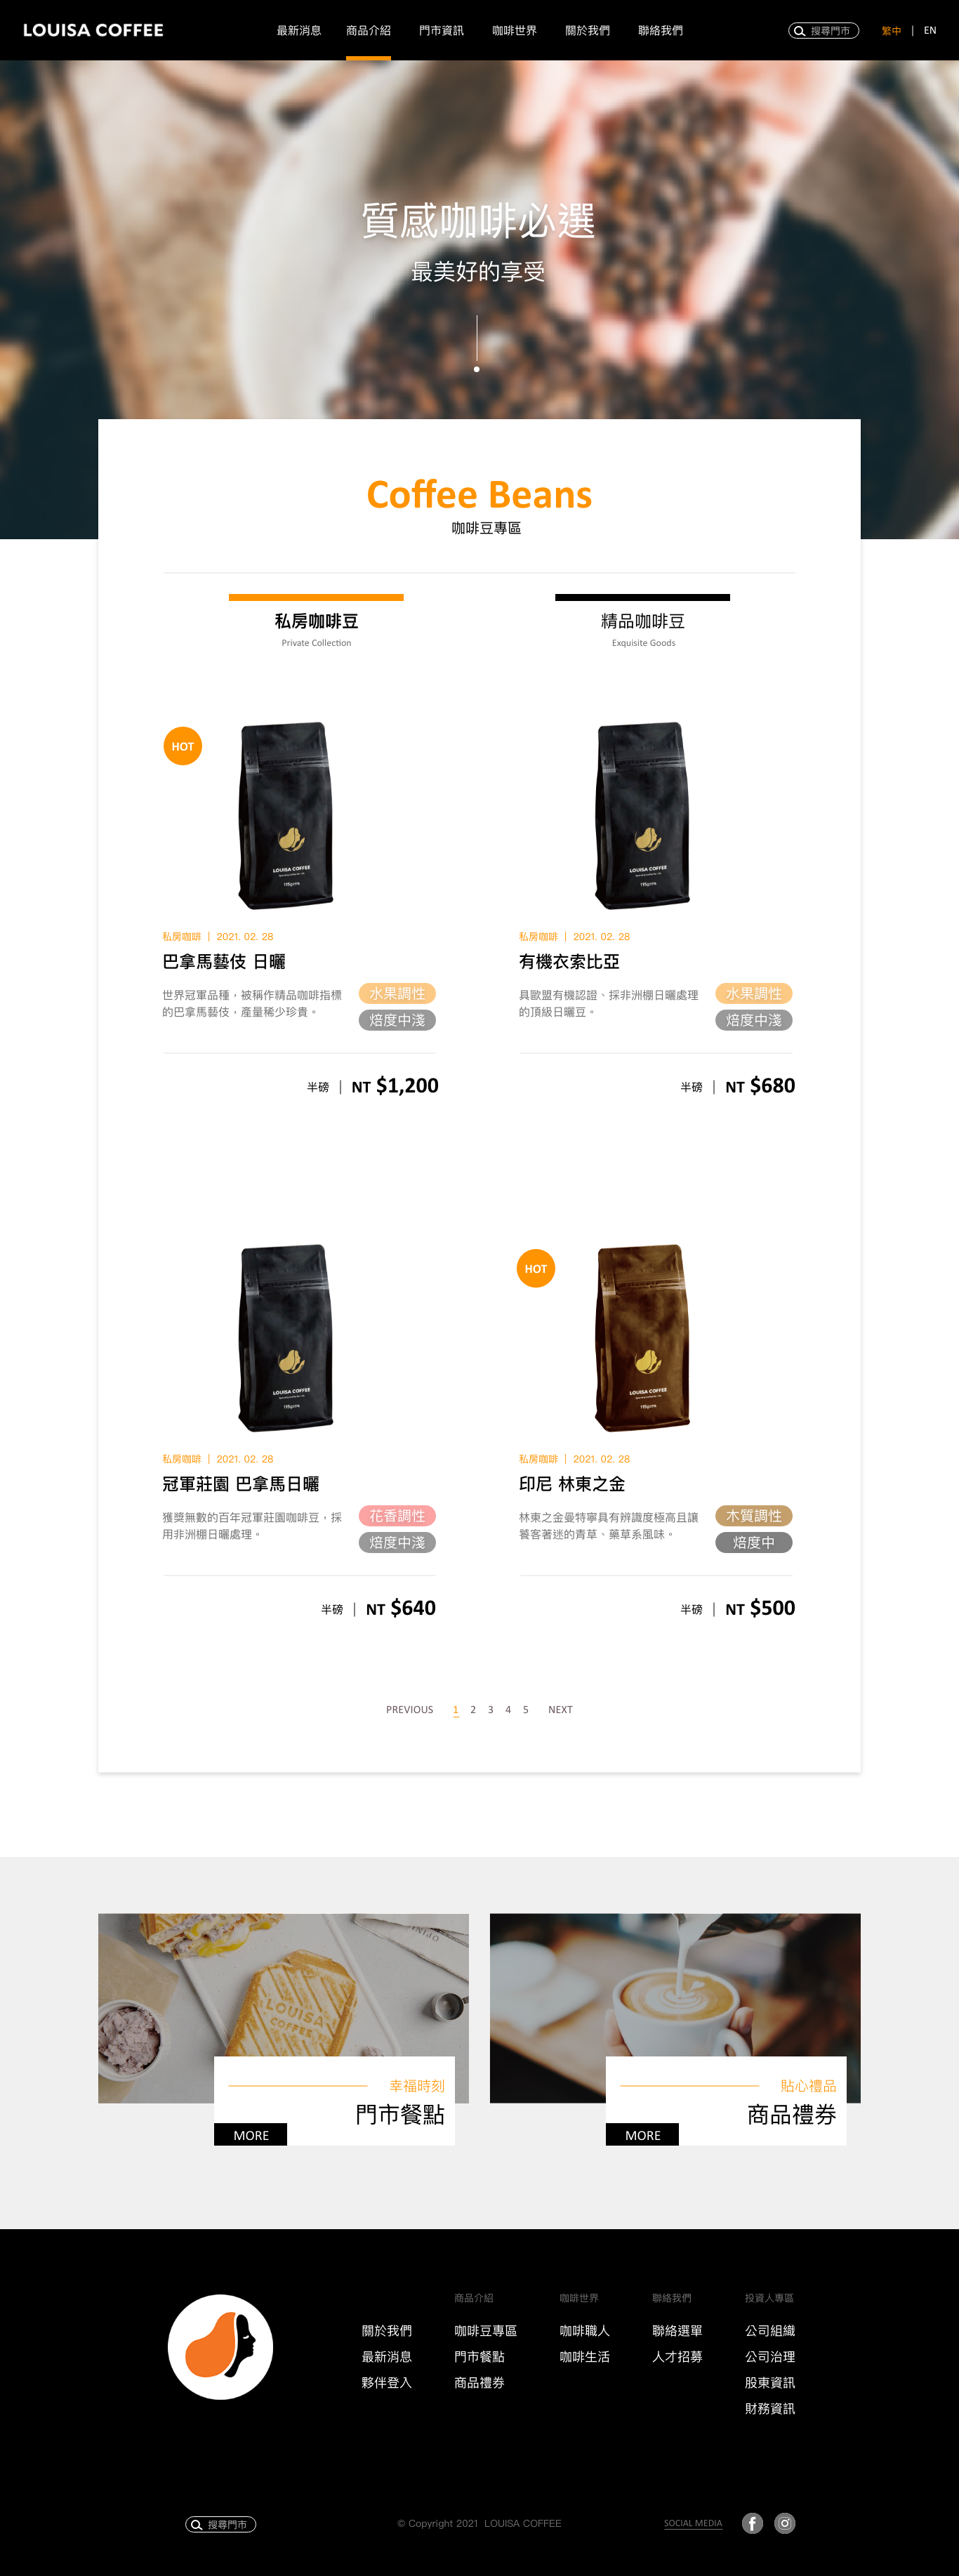 LOUISA COFFEE
最新消息 商品介紹 門市資訊 咖啡世界 關於我們 聯絡我們
搜尋門市
繁中 | EN
質感咖啡必選
最美好的享受
Coffee Beans
咖啡豆專區
私房咖啡豆
Private Collection
精品咖啡豆
Exquisite Goods
HOT
LOUISA COFFEE
私房咖啡 | 2021. 02. 28
巴拿馬藝伎 日曬
世界冠軍品種，被稱作精品咖啡指標
的巴拿馬藝伎，產量稀少珍貴。
水果調性
焙度中淺
半磅 | NT $1,200
LOUISA COFFEE
私房咖啡 | 2021. 02. 28
有機衣索比亞
具歐盟有機認證、採非洲棚日曬處理
的頂級日曬豆。
水果調性
焙度中淺
半磅 | NT $680
LOUISA COFFEE
私房咖啡 | 2021. 02. 28
冠軍莊園 巴拿馬日曬
獲獎無數的百年冠軍莊園咖啡豆，採
用非洲棚日曬處理。
花香調性
焙度中淺
半磅 | NT $640
HOT
LOUISA COFFEE
私房咖啡 | 2021. 02. 28
印尼 林東之金
林東之金曼特寧具有辨識度極高且讓
饕客著迷的青草、藥草系風味。
木質調性
焙度中
半磅 | NT $500
PREVIOUS 1 2 3 4 5 NEXT
LOUISA
COFFEE
幸福時刻
門市餐點
MORE
貼心禮品
商品禮券
MORE
關於我們
最新消息
夥伴登入
商品介紹
咖啡豆專區
門市餐點
商品禮券
咖啡世界
咖啡職人
咖啡生活
聯絡我們
聯絡選單
人才招募
投資人專區
公司組織
公司治理
股東資訊
財務資訊
搜尋門市
© Copyright 2021 LOUISA COFFEE
SOCIAL MEDIA